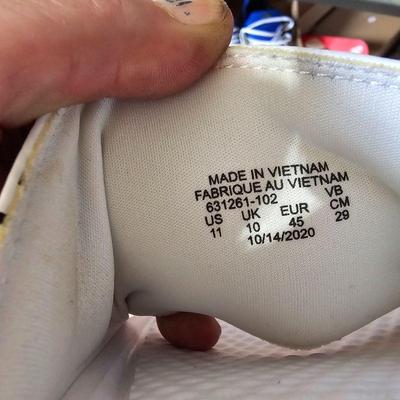 MADE IN VIETNAM
FABRIQUE AU VIETNAM
631261-102 VB
US UK EUR CM
11 10 45 29
10/14/2020